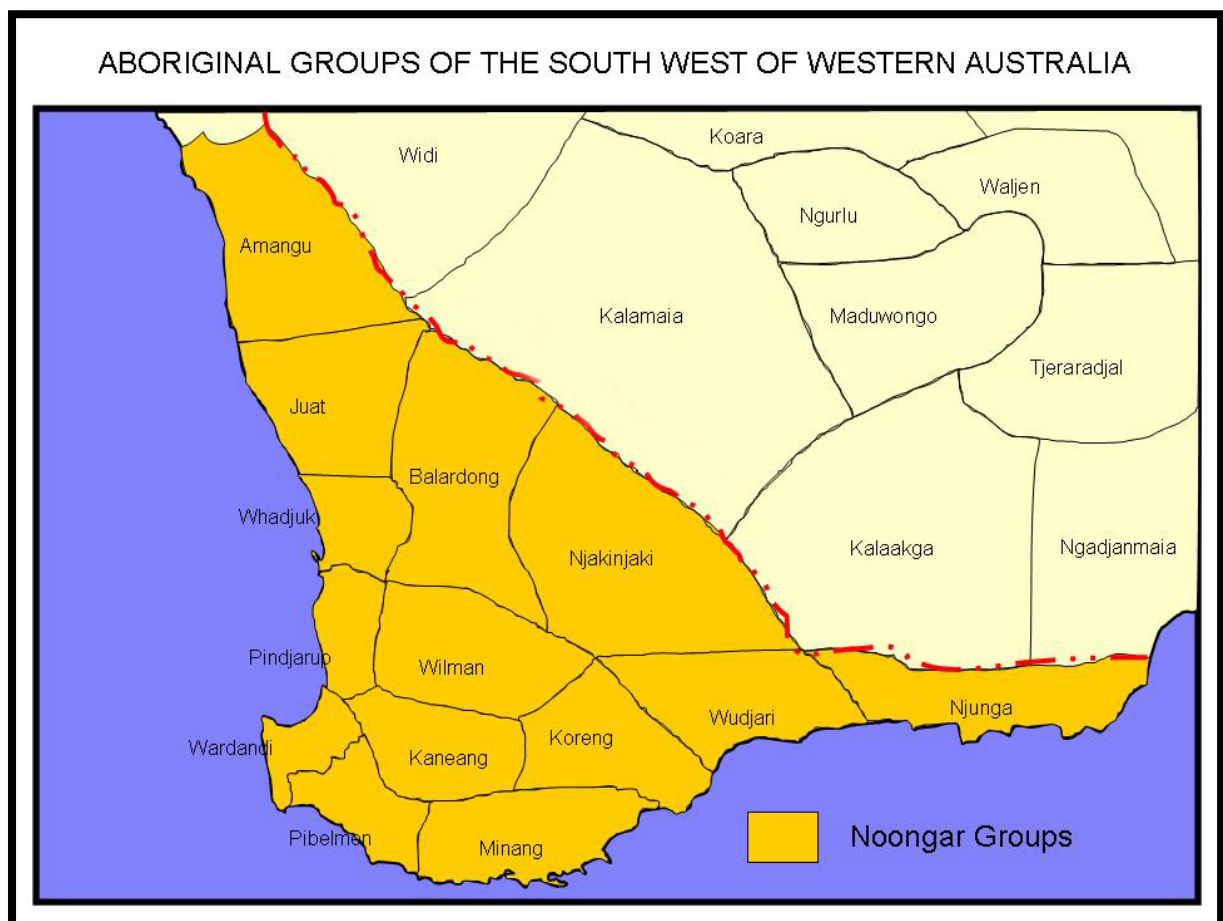 ABORIGINAL GROUPS OF THE SOUTH WEST OF WESTERN AUSTRALIA
Koara
Widi
Waljen
Ngurlu
Amangu
Kalamaia
Maduwongo
Tjeraradjal
Juat
Balardong
Whadjuk
Kalaakga
Ngadjanmaia
Njakinjaki
Pindjarup
Wilman
Njunga
Wudjari
Koreng
Wardandi
Kaneang
Pibelmen
Minang
Noongar Groups